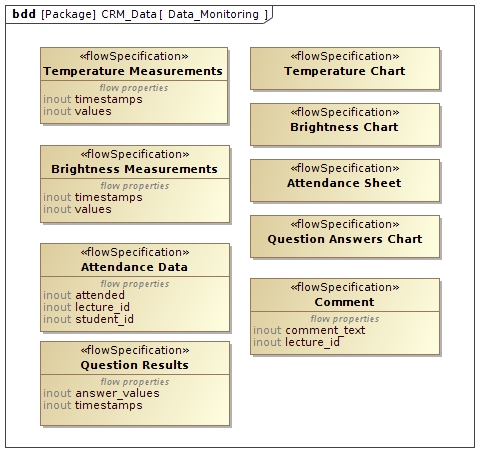 bdd [Package] CRM_Data[ Data_Monitoring ]
«flowSpecification»
Temperature Measurements
flow properties
inout timestamps
inout values
«flowSpecification»
Brightness Measurements
flow properties
inout timestamps
inout values
«flowSpecification»
Attendance Data
flow properties
inout attended
inout lecture_id
inout student_id
«flowSpecification»
Question Results
flow properties
inout answer_values
inout timestamps
«flowSpecification»
Temperature Chart
«flowSpecification»
Brightness Chart
«flowSpecification»
Attendance Sheet
«flowSpecification»
Question Answers Chart
«flowSpecification»
Comment
flow properties
inout comment_text
inout lecture_id